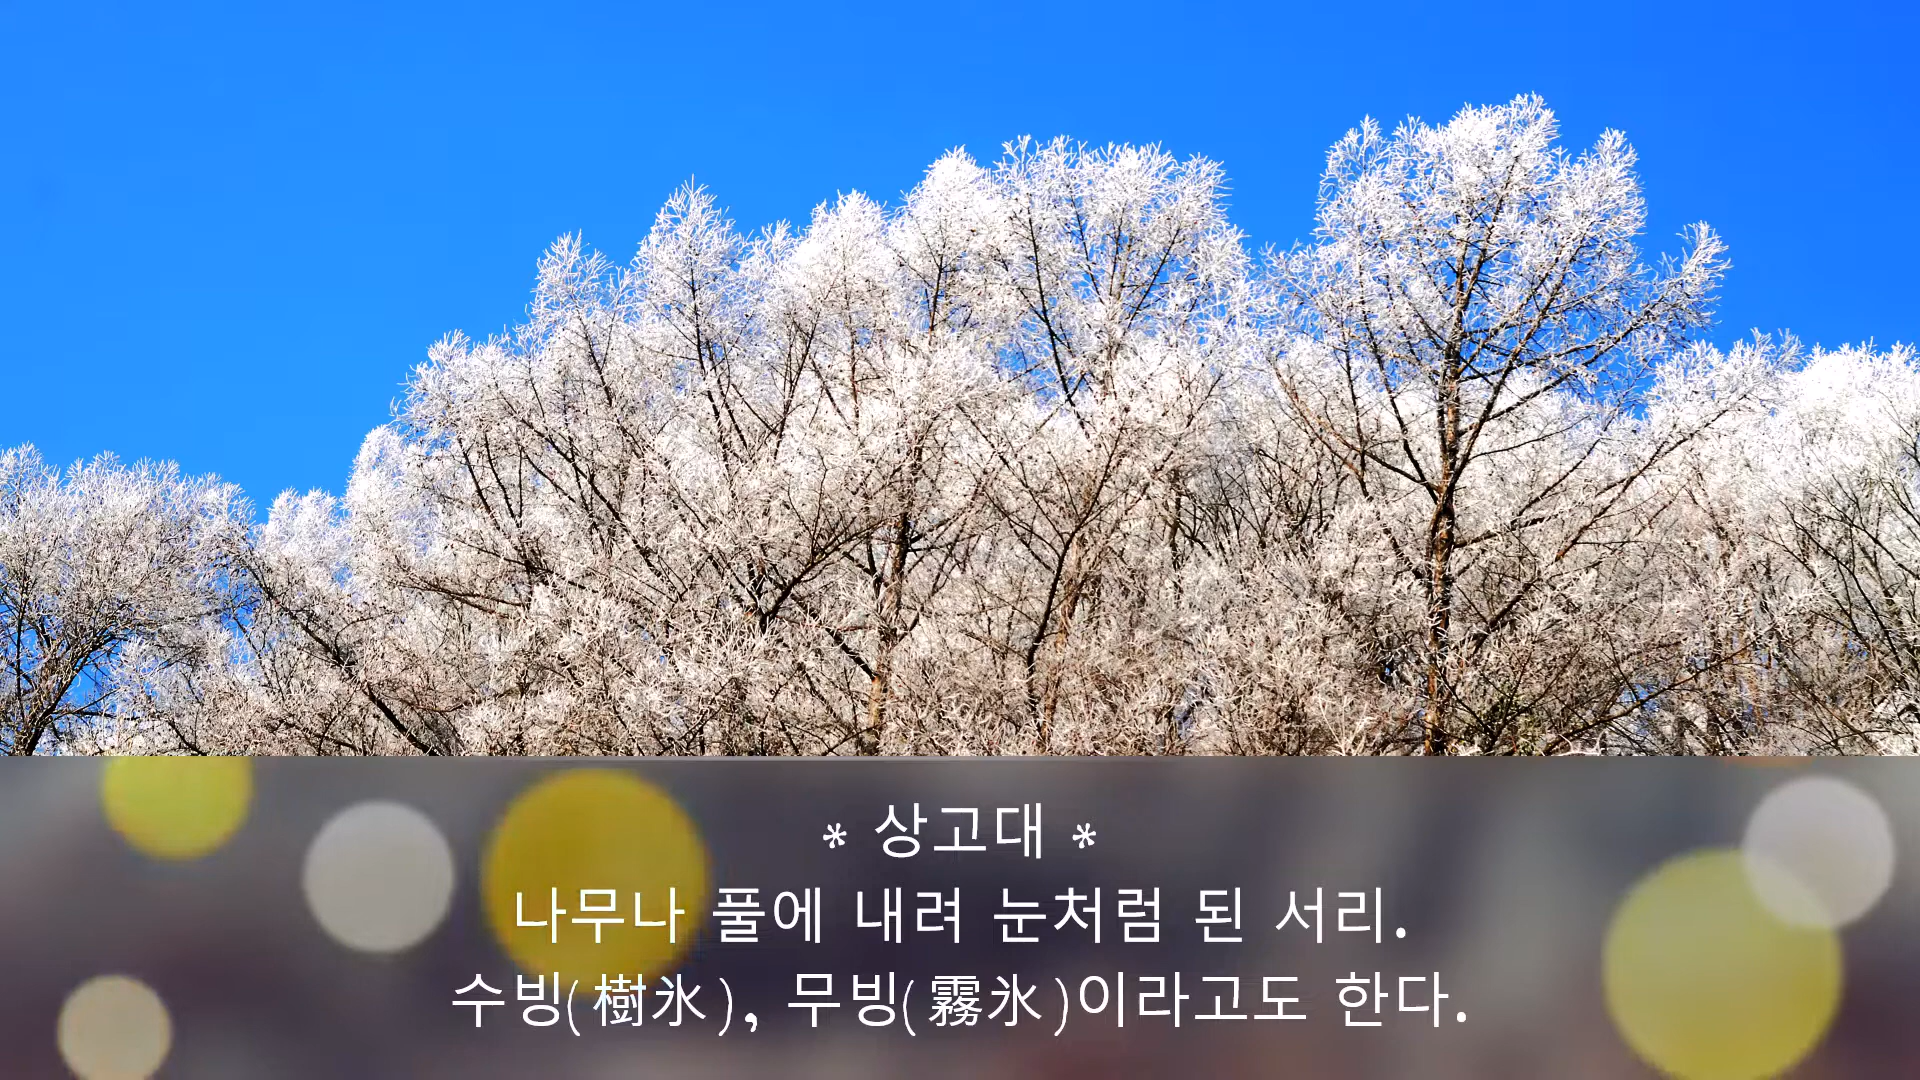 * 상고대 *
나무나 풀에 내려 눈처럼 된 서리.
수빙(樹氷), 무빙(霧氷)이라고도 한다.